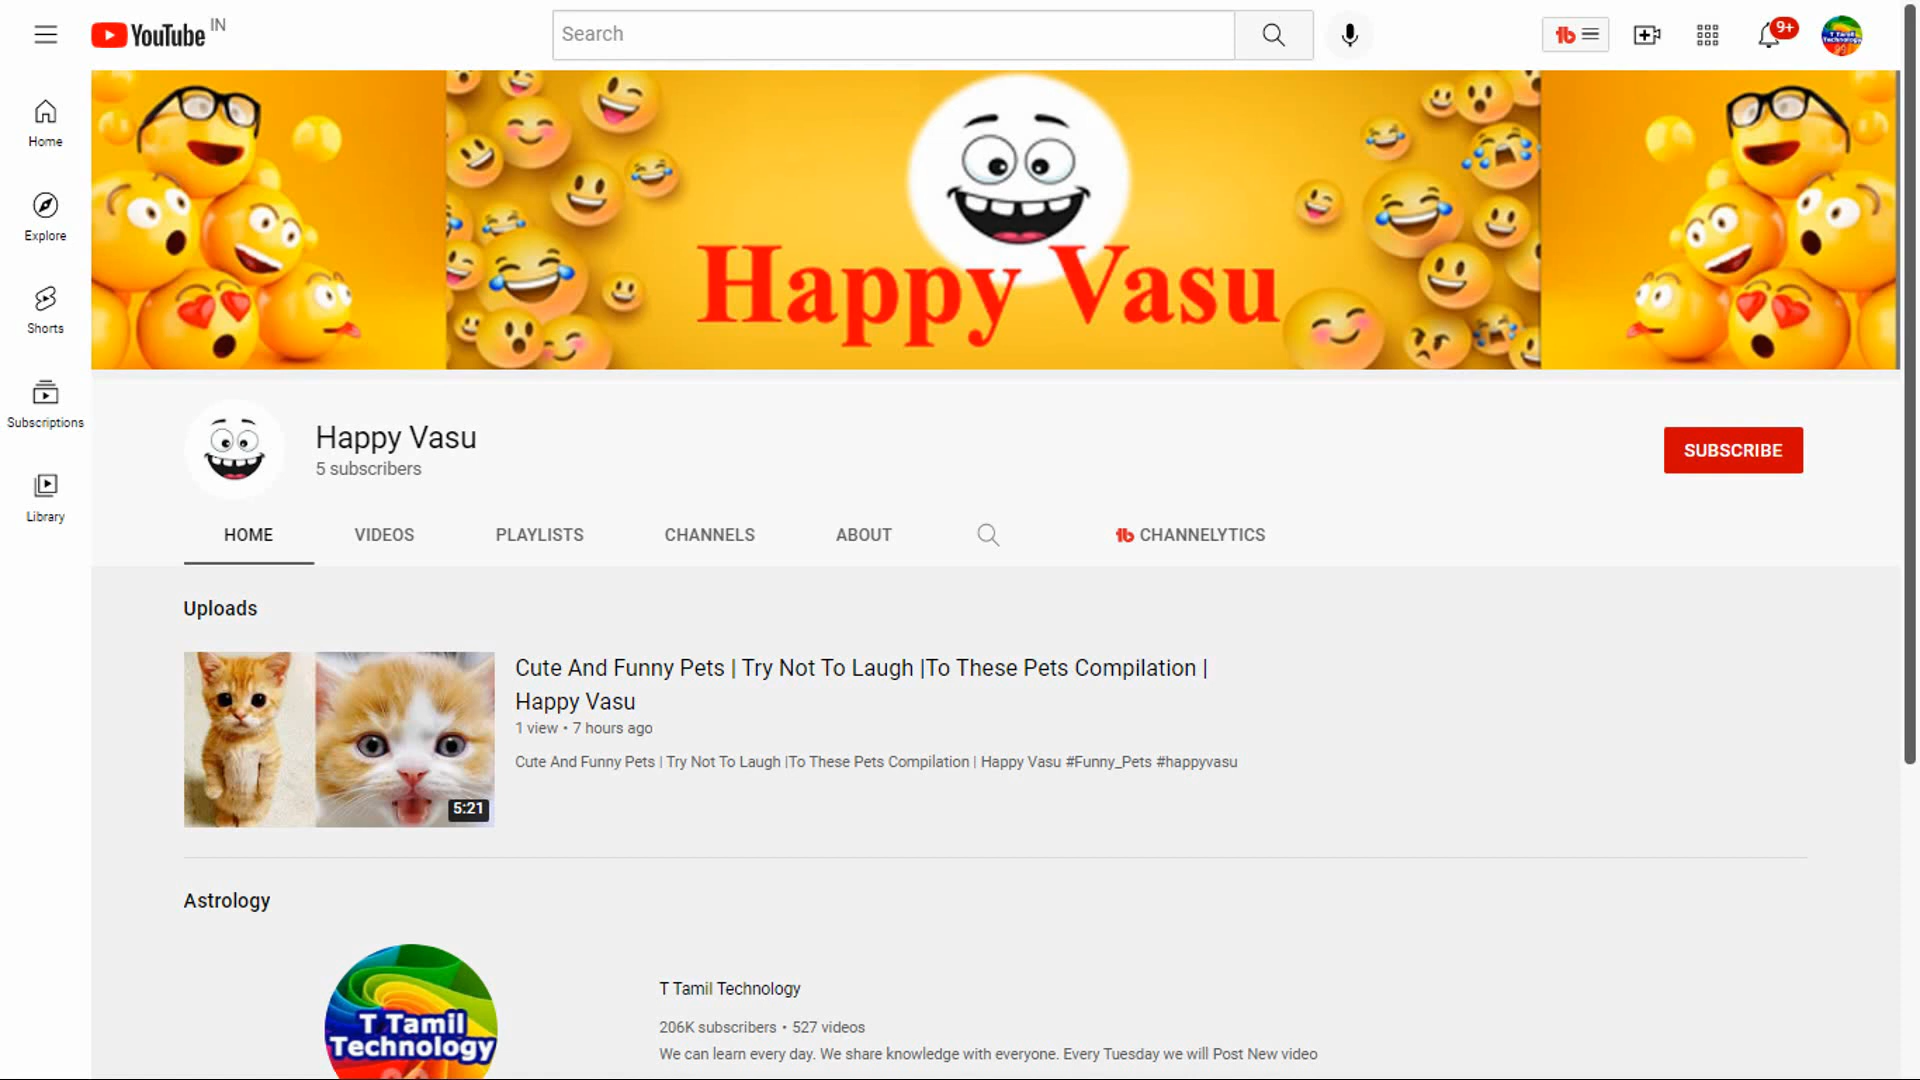 YouTube IN
Search
9+
Home
Explore
Shorts
Subscriptions
Library
Happy Vasu
Happy Vasu
5 subscribers
SUBSCRIBE
HOME
VIDEOS
PLAYLISTS
CHANNELS
ABOUT
CHANNELYTICS
Uploads
5:21
Cute And Funny Pets | Try Not To Laugh |To These Pets Compilation |
Happy Vasu
1 view • 7 hours ago
Cute And Funny Pets | Try Not To Laugh |To These Pets Compilation | Happy Vasu #Funny_Pets #happyvasu
Astrology
T Tamil
Technology
T Tamil Technology
206K subscribers • 527 videos
We can learn every day. We share knowledge with everyone. Every Tuesday we will Post New video